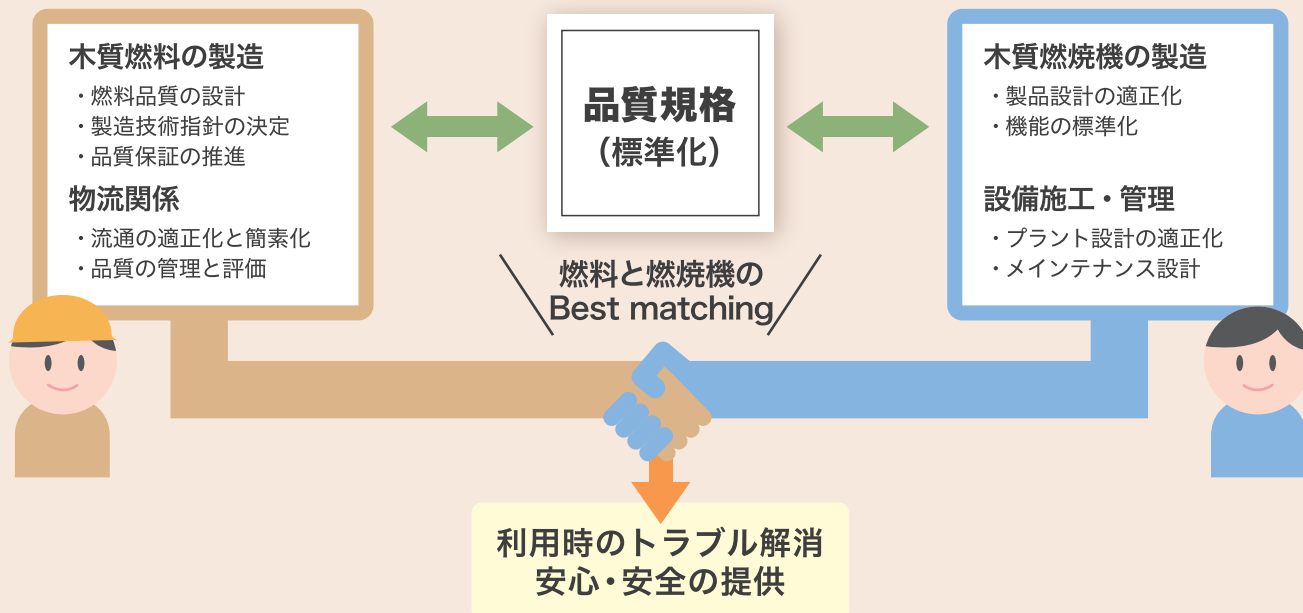 木質燃料の製造
・燃料品質の設計
・製造技術指針の決定
・品質保証の推進
物流関係
・流通の適正化と簡素化
・品質の管理と評価
品質規格
（標準化）
燃料と燃焼機の
Best matching
木質燃焼機の製造
・製品設計の適正化
・機能の標準化
設備施工・管理
・プラント設計の適正化
・メインテナンス設計
利用時のトラブル解消
安心・安全の提供